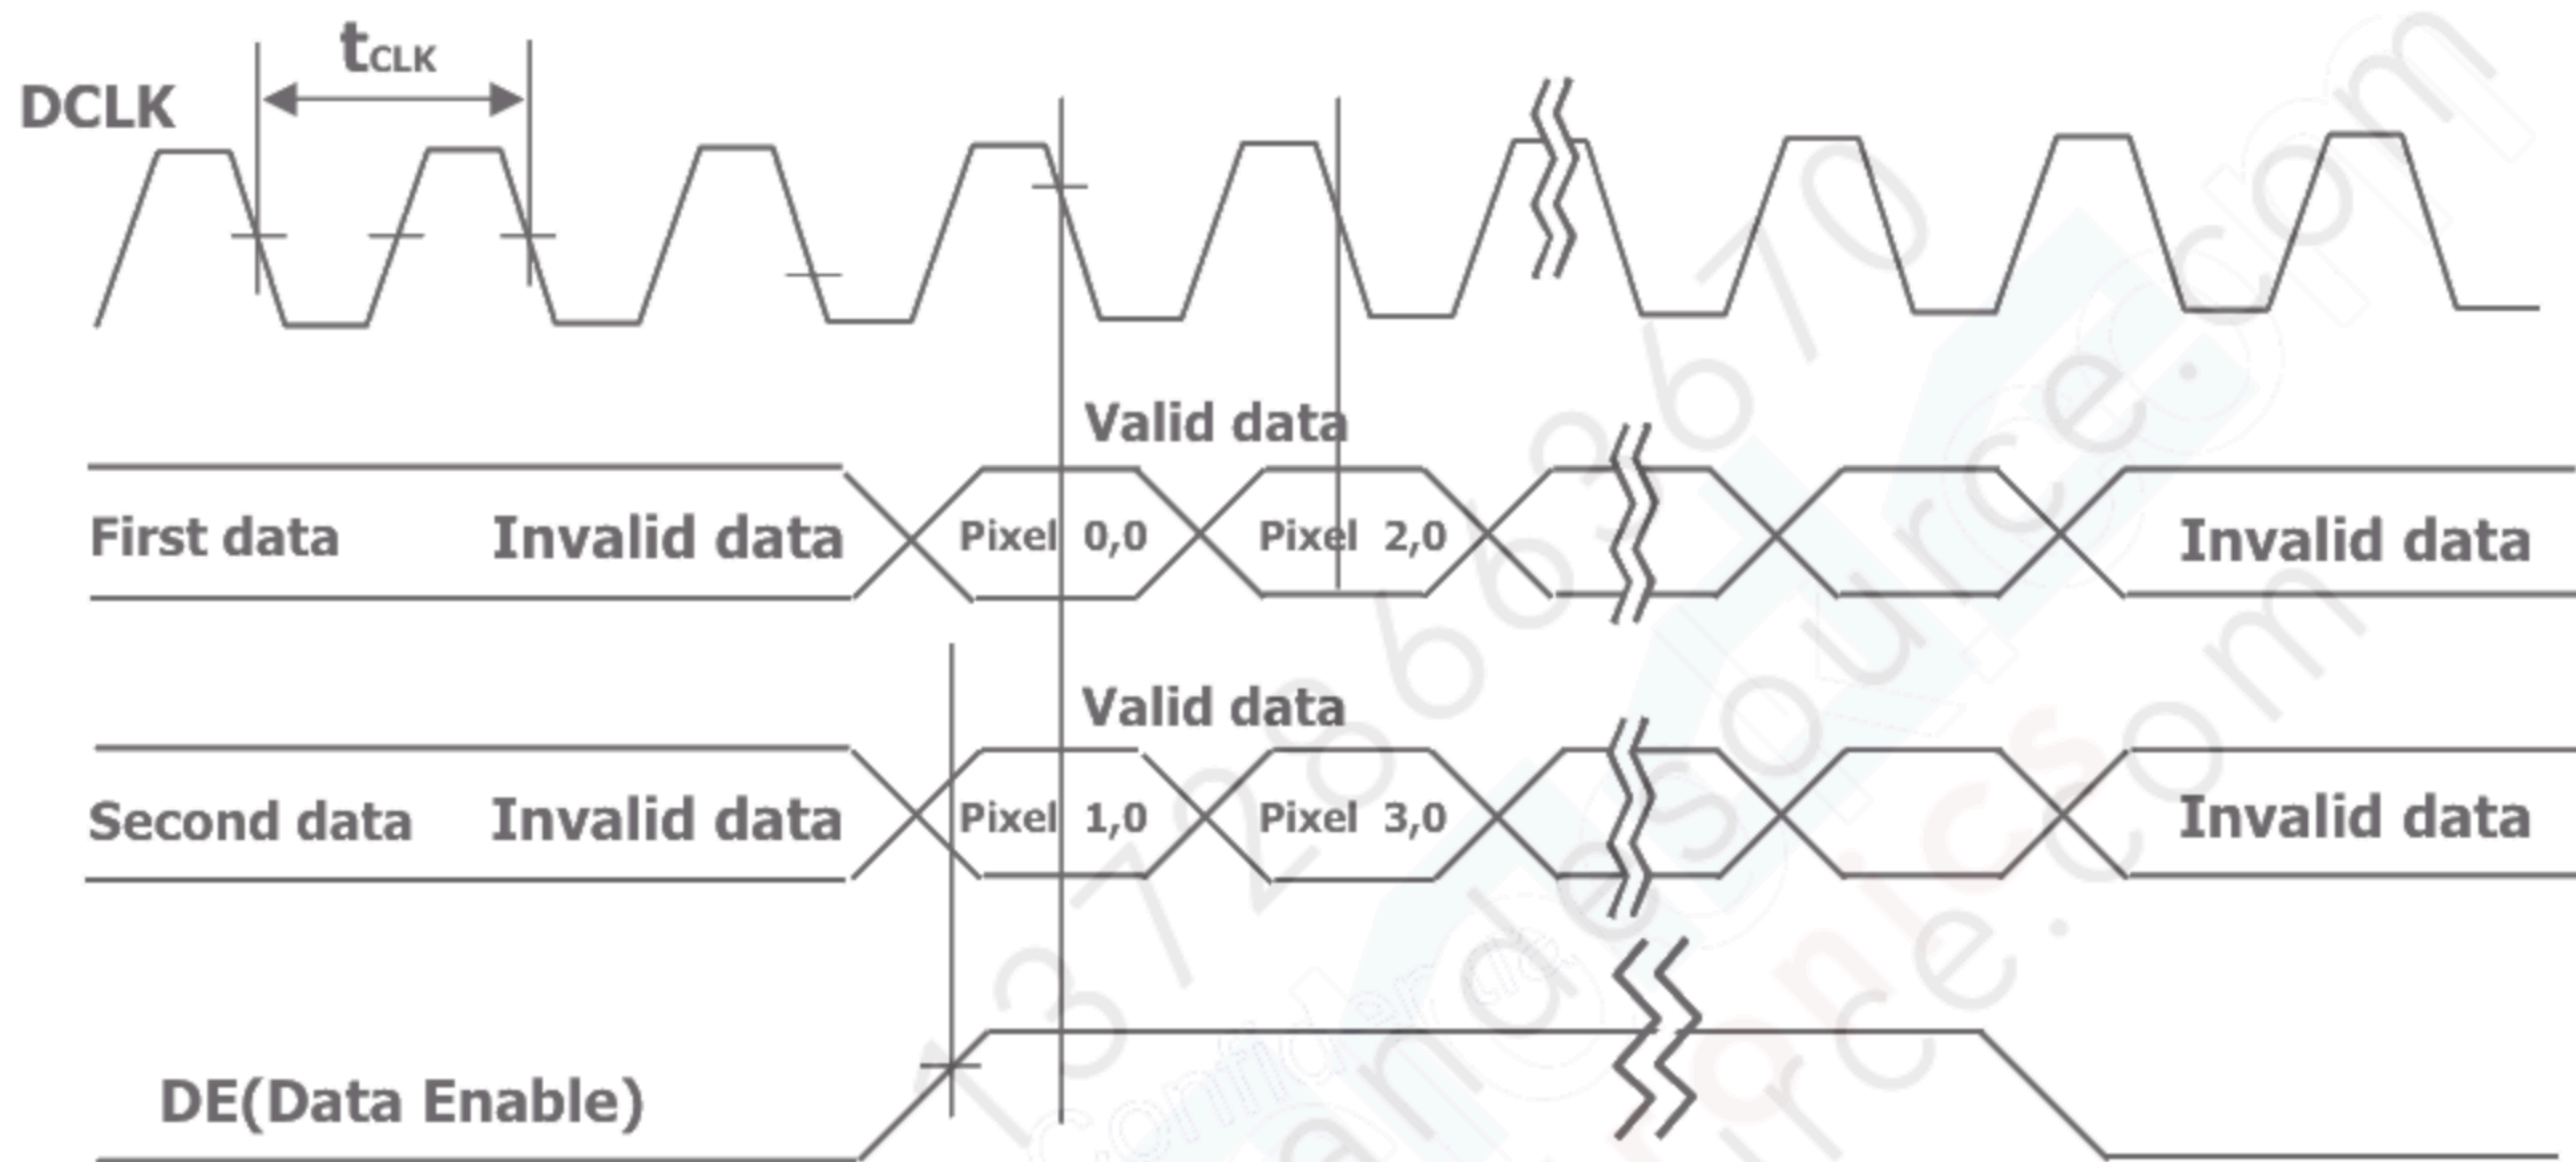 tCLK
DCLK
Valid data
First data Invalid data Pixel 0,0 Pixel 2,0 Invalid data
Valid data
Second data Invalid data Pixel 1,0 Pixel 3,0 Invalid data
DE(Data Enable)